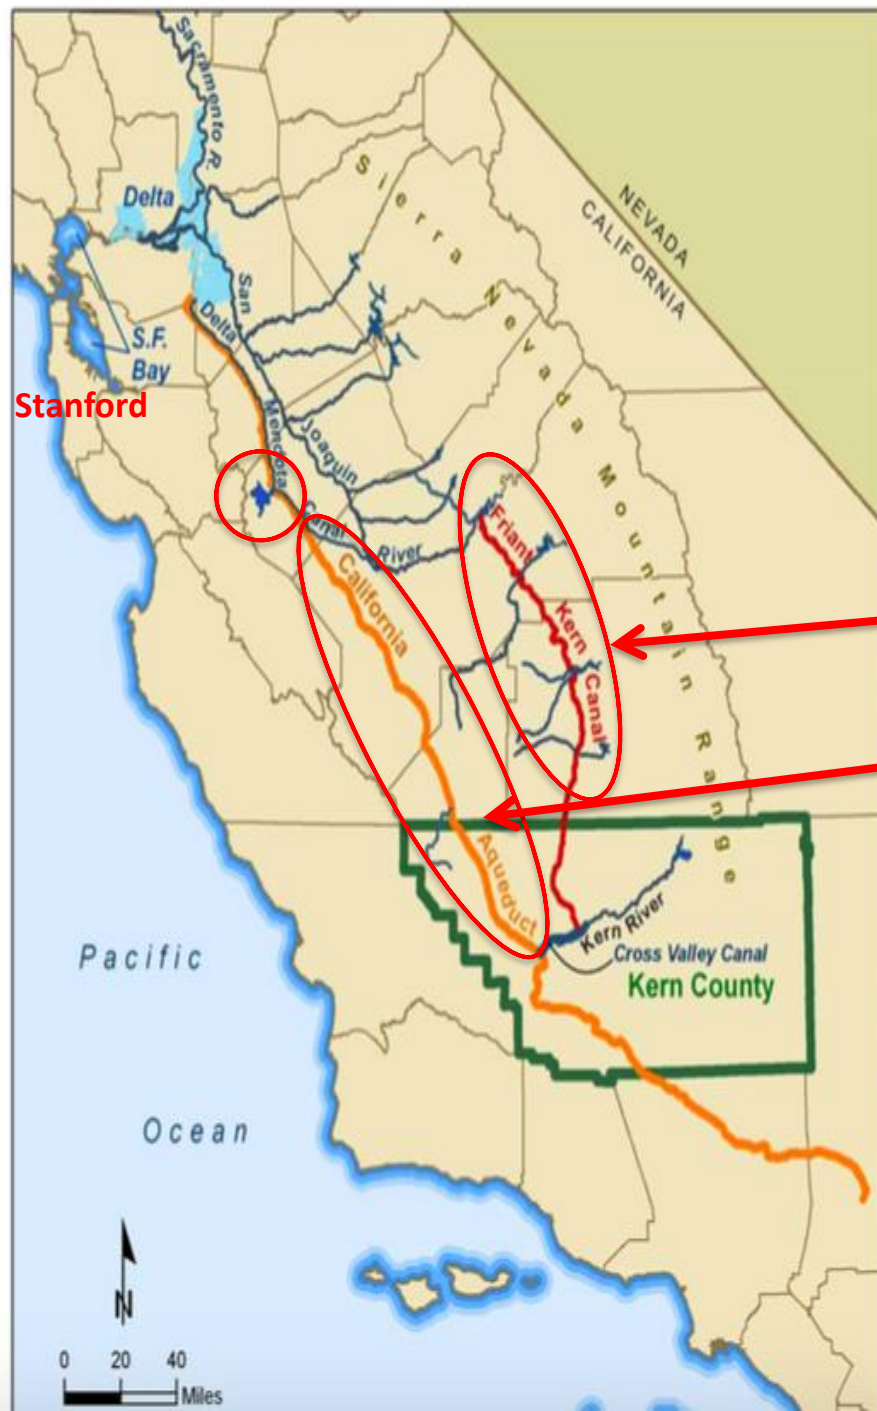 Sacramento R.
Delta
Sierra Nevada Mountain Range
NEVADA
CALIFORNIA
San Joaquin River
Delta Mendota Canal
S.F.
Bay
Stanford
Friant Kern Canal
California Aqueduct
Kern River
Cross Valley Canal
Kern County
Pacific
Ocean
N
0 20 40
Miles